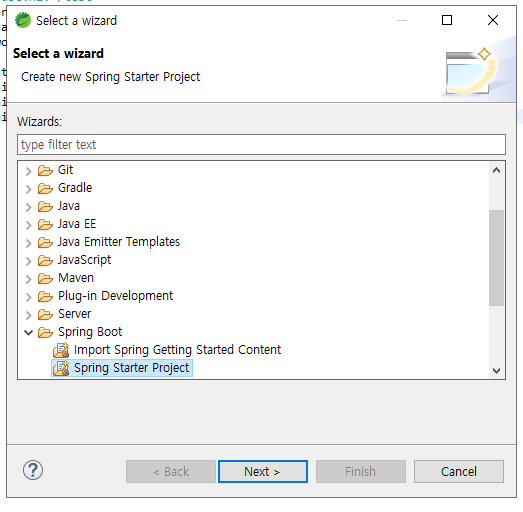 Select a wizard
Select a wizard
Create new Spring Starter Project
Wizards:
type filter text
Git
Gradle
Java
Java EE
Java Emitter Templates
JavaScript
Maven
Plug-in Development
Server
Spring Boot
Import Spring Getting Started Content
Spring Starter Project
?
< Back
Next >
Finish
Cancel